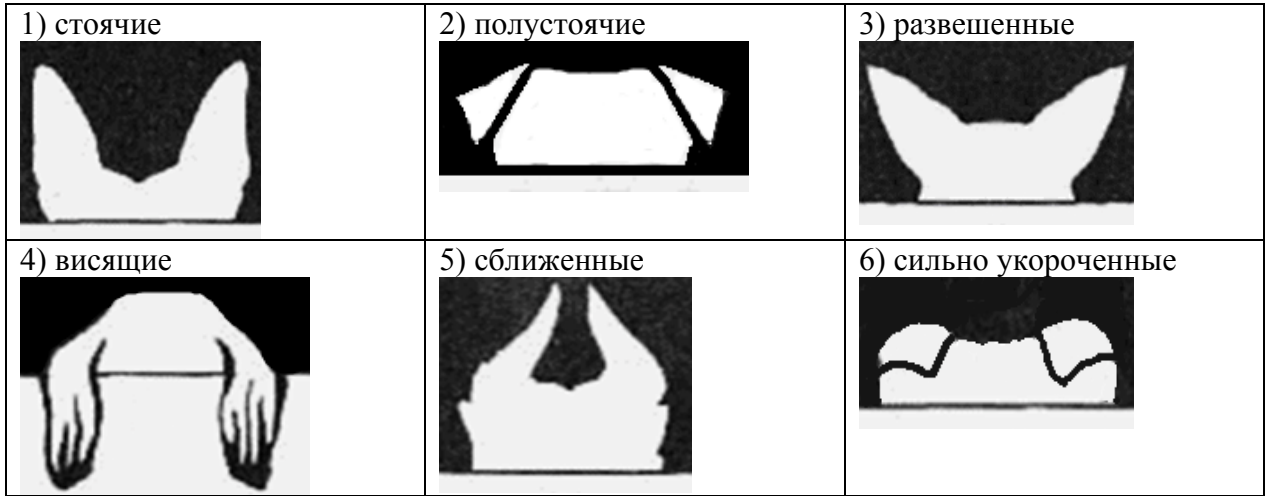 1) стоячие
2) полустоячие
3) развешенные
4) висящие
5) сближенные
6) сильно укороченные